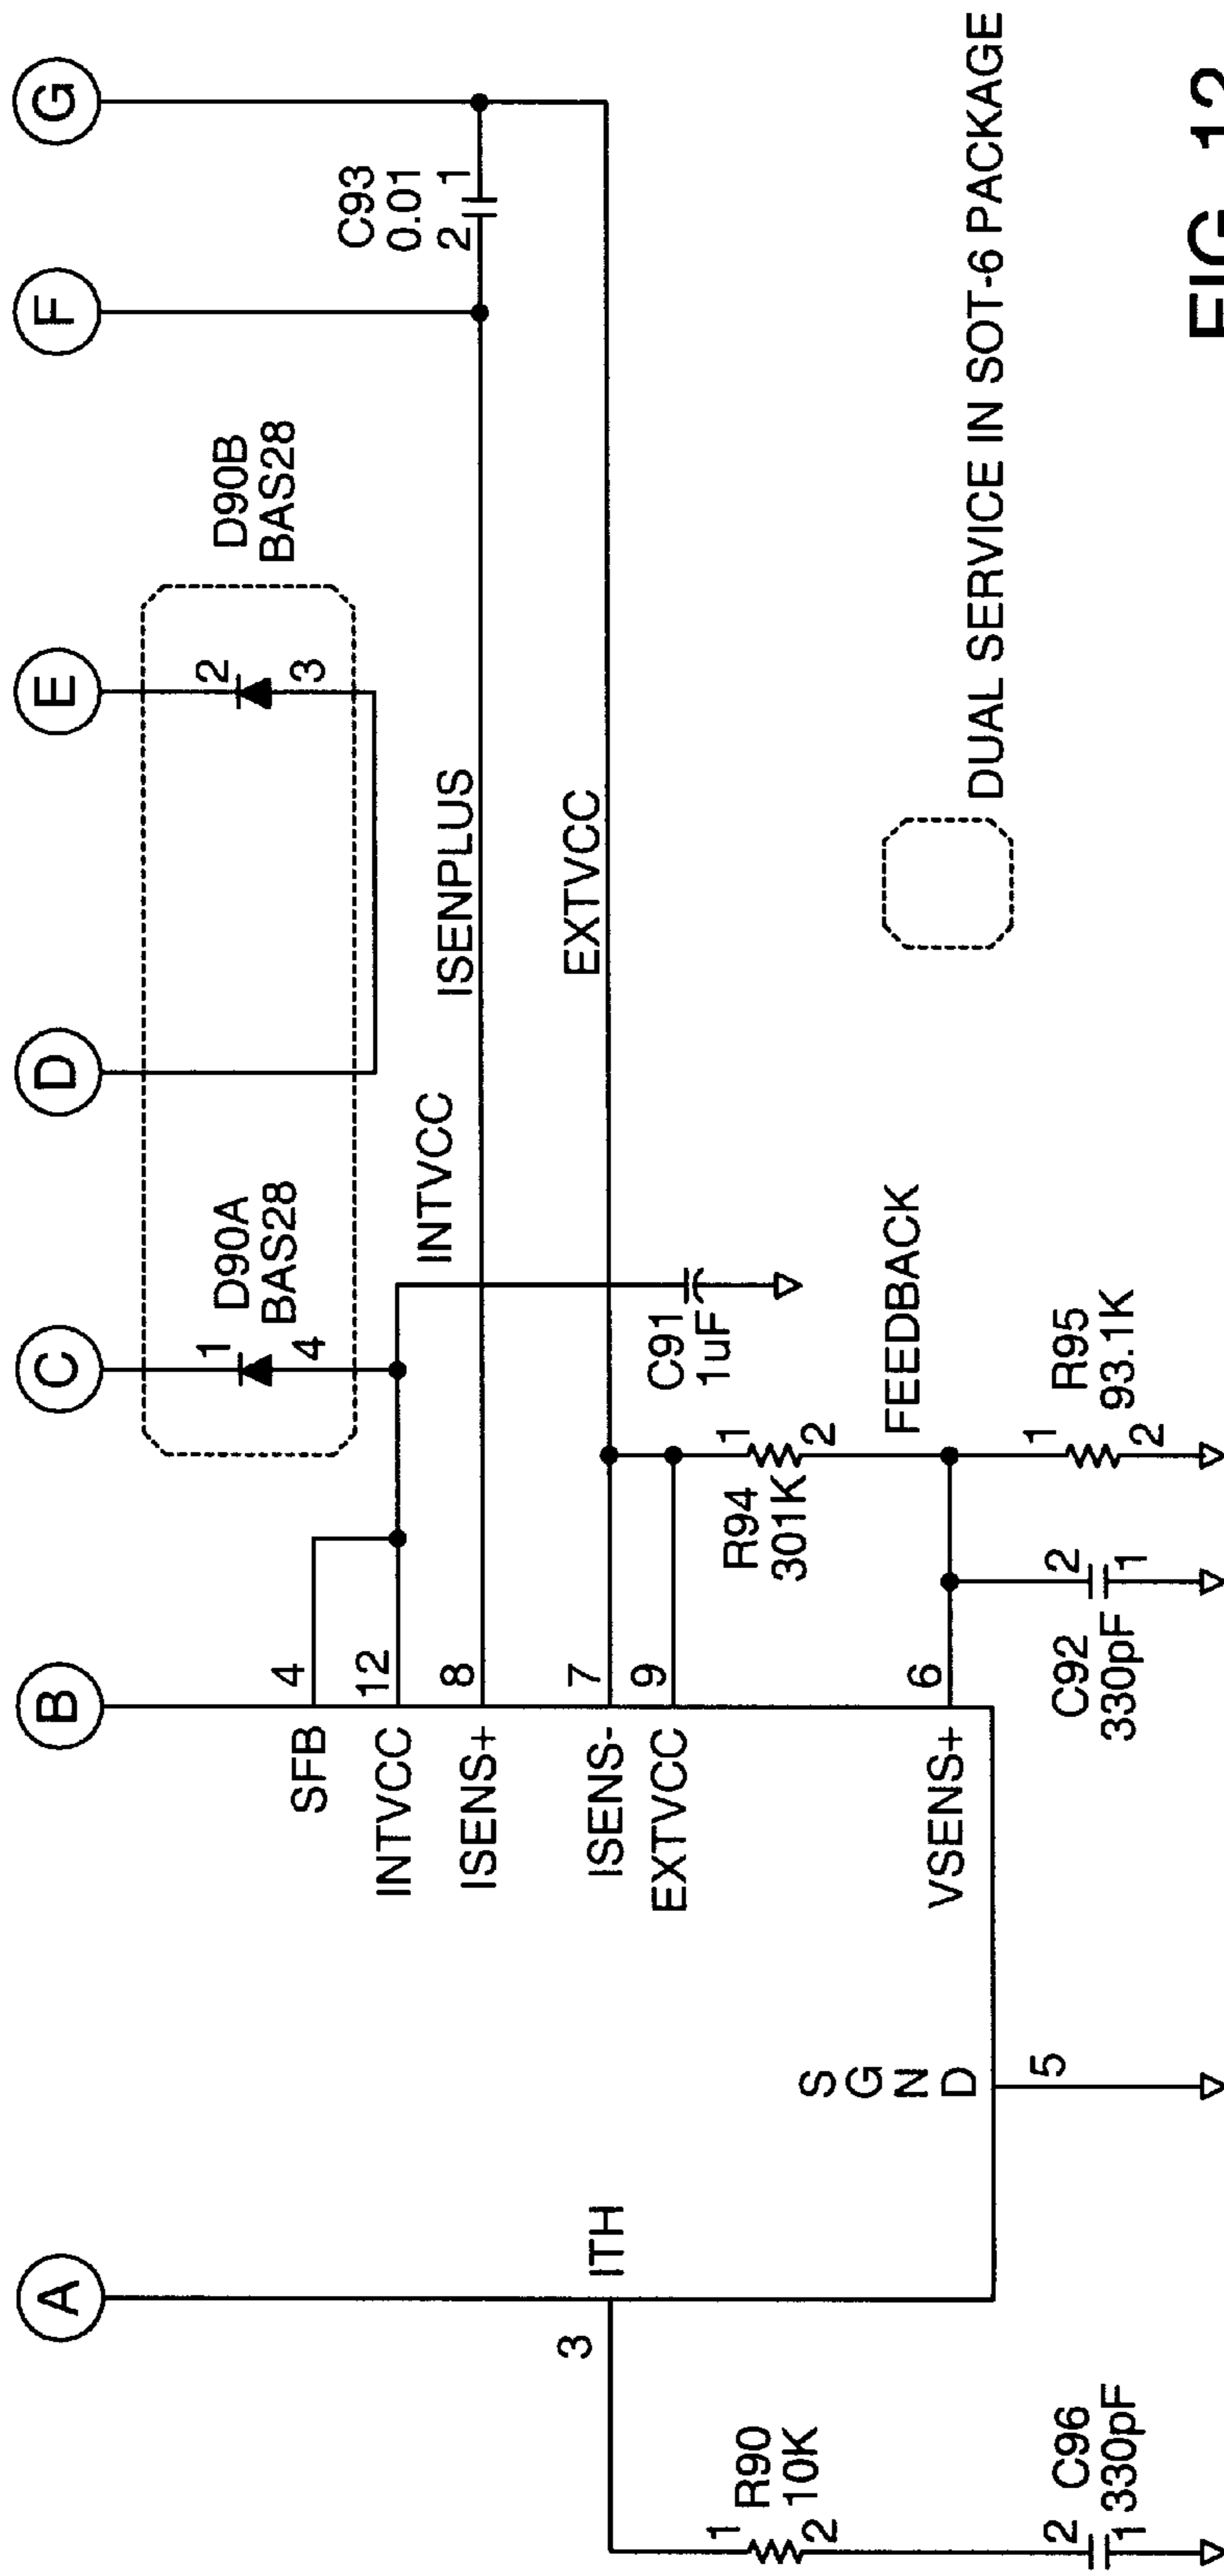 A
B
C
D
E
F
G
D90A
BAS28
1
4
D90B
BAS28
2
3
C93
0.01
2 1
SFB
4
INTVCC
12
INTVCC
ISENS+
8
ISENPLUS
ISENS-
7
EXTVCC
EXTVCC
9
C91
1uF
R94
301K
1
2
FEEDBACK
VSENS+
6
C92
330pF
2
1
R95
93.1K
1
2
ITH
3
R90
10K
1
2
C96
330pF
2
1
S
G
N
D
5
DUAL SERVICE IN SOT-6 PACKAGE